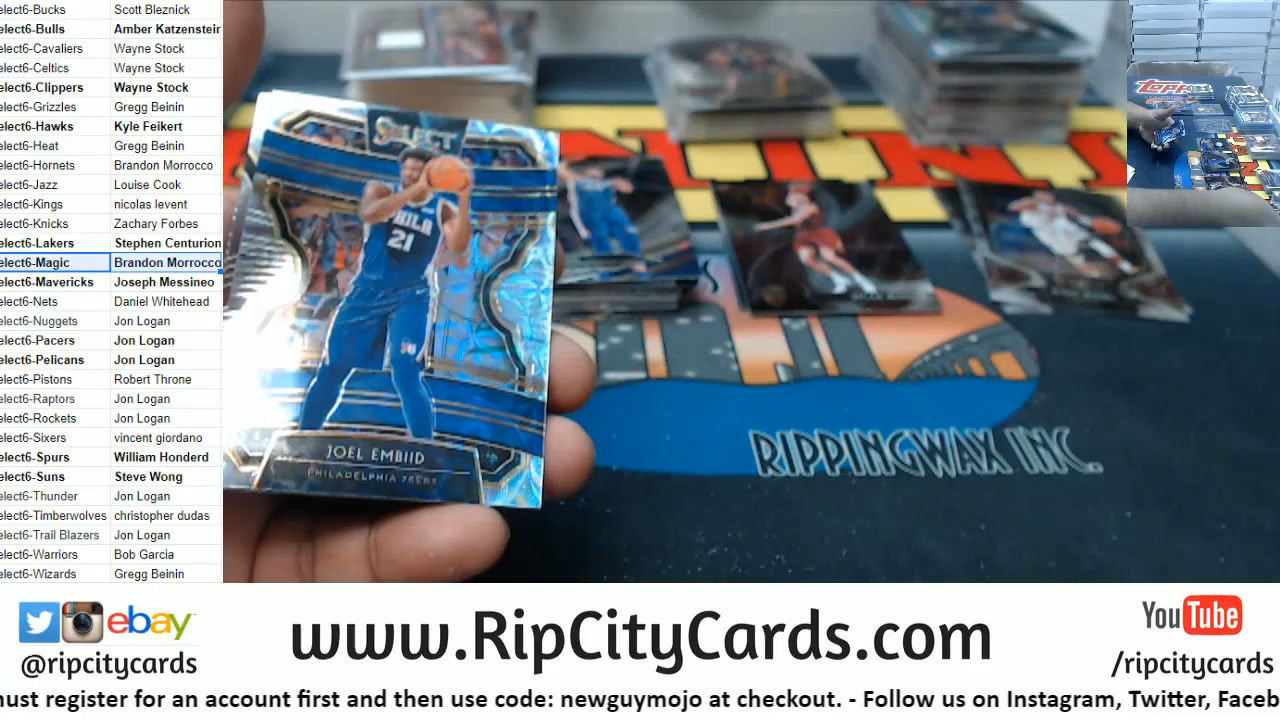 elect6-Bucks Scott Bleznick
elect6-Bulls Amber Katzenstein
elect6-Cavaliers Wayne Stock
elect6-Celtics Wayne Stock
elect6-Clippers Wayne Stock
elect6-Grizzles Gregg Beinin
elect6-Hawks Kyle Feikert
elect6-Heat Gregg Beinin
elect6-Hornets Brandon Morrocco
elect6-Jazz Louise Cook
elect6-Kings nicolas levent
elect6-Knicks Zachary Forbes
elect6-Lakers Stephen Centurion
elect6-Magic Brandon Morrocco
elect6-Mavericks Joseph Messineo
elect6-Nets Daniel Whitehead
elect6-Nuggets Jon Logan
elect6-Pacers Jon Logan
elect6-Pelicans Jon Logan
elect6-Pistons Robert Throne
elect6-Raptors Jon Logan
elect6-Rockets Jon Logan
elect6-Sixers vincent giordano
elect6-Spurs William Honderd
elect6-Suns Steve Wong
elect6-Thunder Jon Logan
elect6-Timberwolves christopher dudas
elect6-Trail Blazers Jon Logan
elect6-Warriors Bob Garcia
elect6-Wizards Gregg Beinin
SELECT
PHILA
21
JOEL EMBIID
PHILADELPHIA 76ERS
RIPPINGWAX INC.
TOPPS
ebay
@ripcitycards
www.RipCityCards.com
YouTube
/ripcitycards
must register for an account first and then use code: newguymojo at checkout. - Follow us on Instagram, Twitter, Faceb